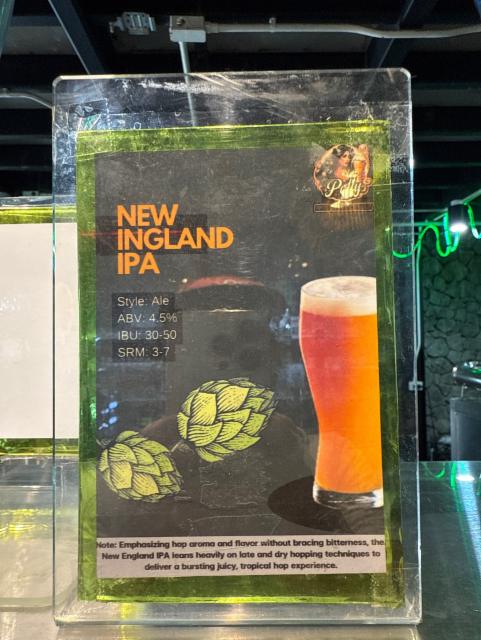 Polly's
NEW
INGLAND
IPA
Style: Ale
ABV: 4.5%
IBU: 30-50
SRM: 3-7
Note: Emphasizing hop aroma and flavor without bracing bitterness, the
New England IPA leans heavily on late and dry hopping techniques to
deliver a bursting juicy, tropical hop experience.